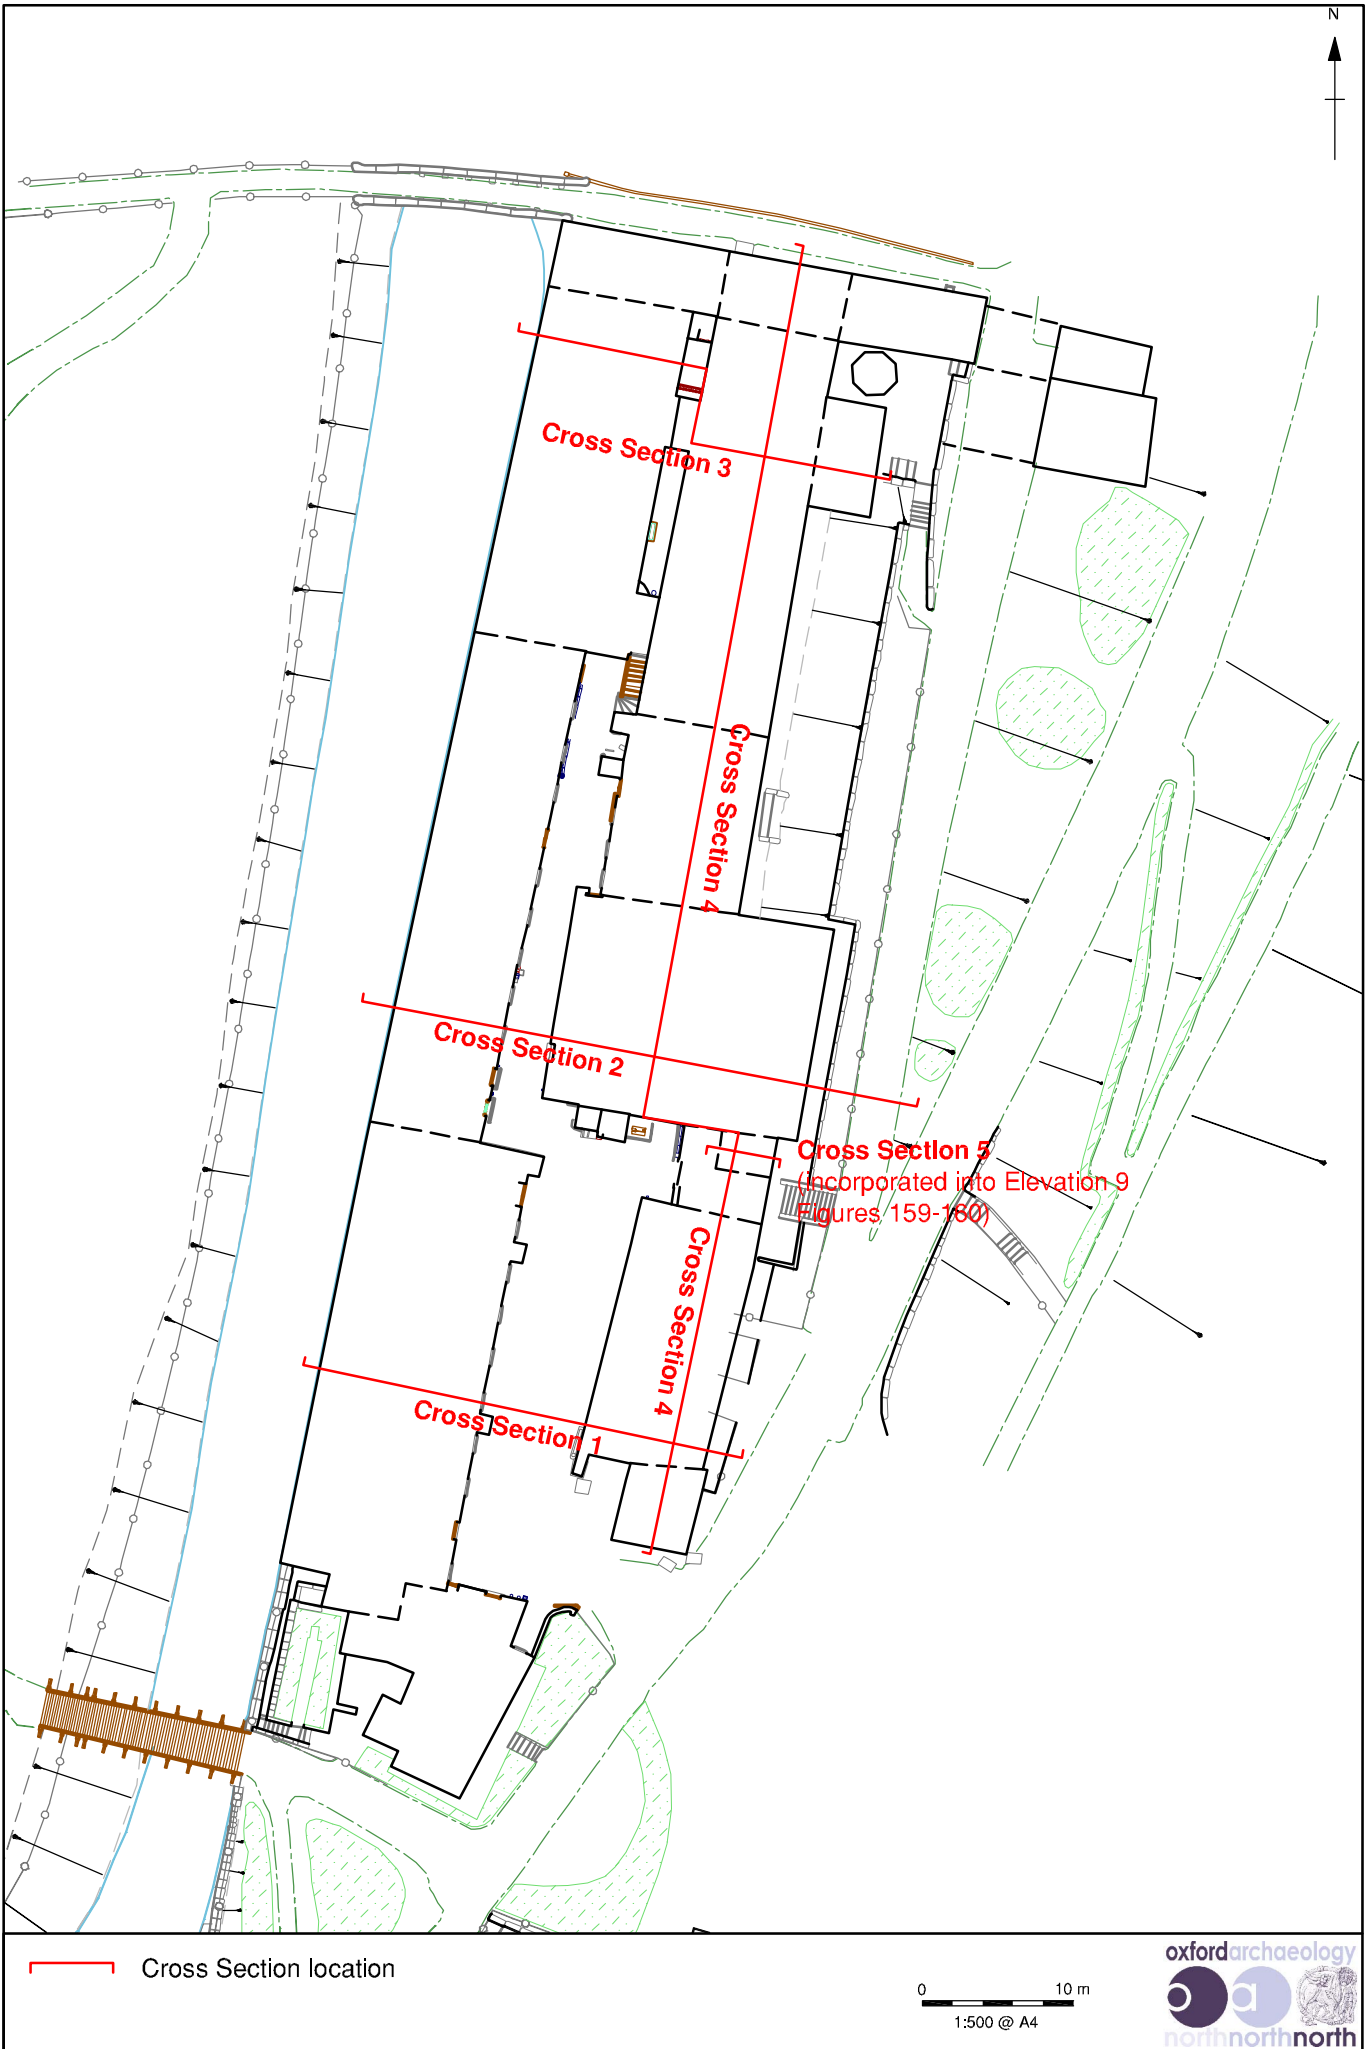 N
Cross Section 3
Cross Section 4
Cross Section 2
Cross Section 5
(incorporated into Elevation 9
Figures 159-160)
Cross Section 4
Cross Section 1
Cross Section location
0 10 m
1:500 @ A4
oxfordarchaeology
oa
northnorthnorth